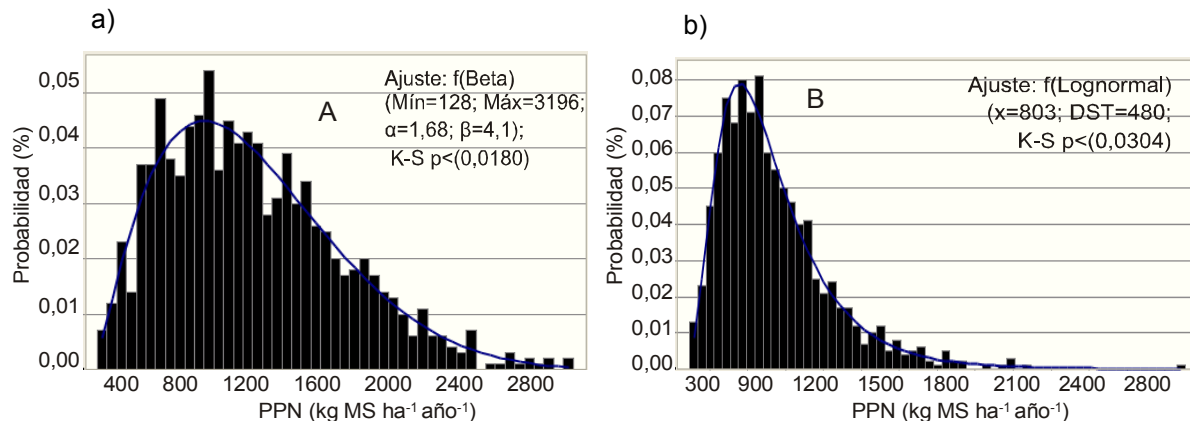 a)
0,05
0,04
0,03
0,02
0,01
0,00
Probabilidad (%)
A
Ajuste: f(Beta)
(Mín=128; Máx=3196;
α=1,68; β=4,1);
K-S p<(0,0180)
400 800 1200 1600 2000 2400 2800
PPN (kg MS ha⁻¹ año⁻¹)
b)
0,08
0,07
0,06
0,05
0,04
0,03
0,02
0,01
0,00
Probabilidad (%)
B
Ajuste: f(Lognormal)
(x=803; DST=480;
K-S p<(0,0304)
300 900 1200 1500 1800 2100 2400 2800
PPN (kg MS ha⁻¹ año⁻¹)